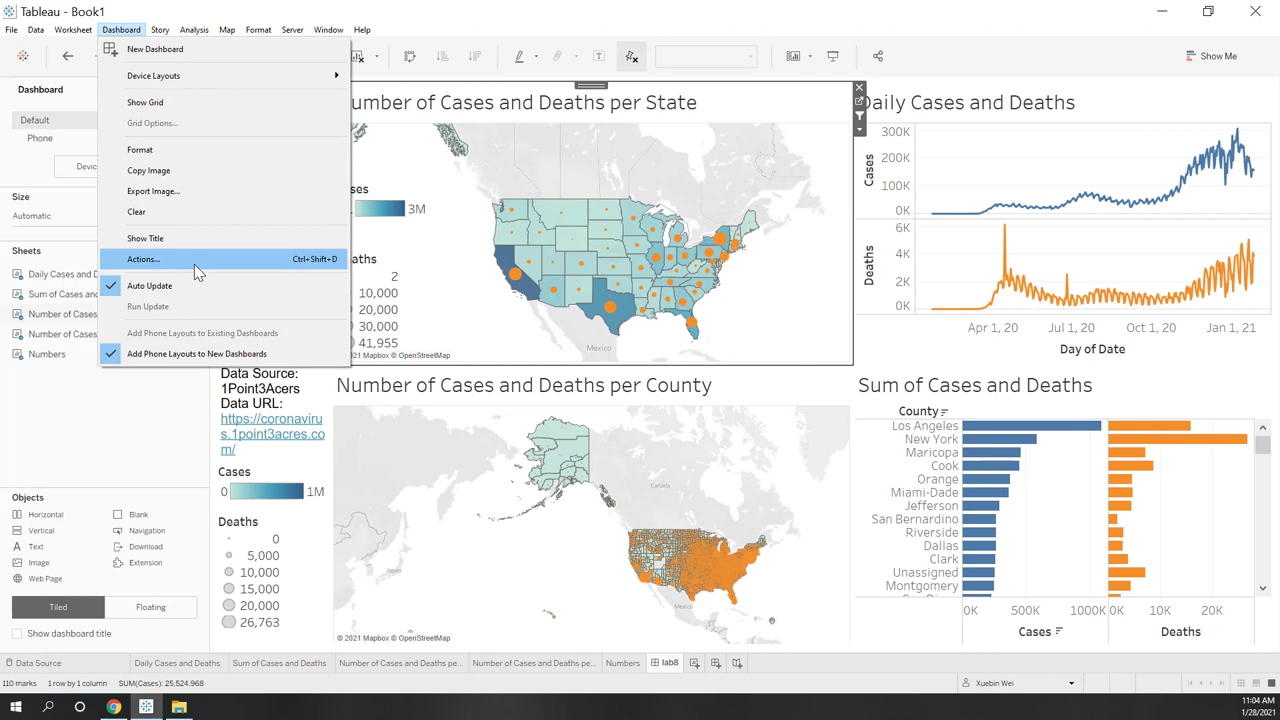 Tableau - Book1
File Data Worksheet Dashboard Story Analysis Map Format Server Window Help
Show Me
New Dashboard
Device Layouts
Show Grid
Grid Options...
Format
Copy Image
Export Image...
Clear
Show Title
Actions... Ctrl+Shift+D
Auto Update
Run Update
Add Phone Layouts to Existing Dashboards
Add Phone Layouts to New Dashboards
Dashboard
Default
Phone
Devic
Size
Automatic
Sheets
Daily Cases and D
Sum of Cases and
Number of Cases
Number of Cases
Numbers
Objects
Horizontal Blank
Vertical Navigation
Text Download
Image Extension
Web Page
Tiled Floating
Show dashboard title
umber of Cases and Deaths per State
ses
3M
aths
2
10,000
20,000
30,000
41,955
Mexico
© 2021 Mapbox © OpenStreetMap
Data Source:
1Point3Acers
Data URL:
https://coronaviru
s.1point3acres.co
m/
Cases
0 1M
Deaths
0
5,000
10,000
15,000
20,000
26,763
Number of Cases and Deaths per County
Canada
Japan
Mexico
© 2021 Mapbox © OpenStreetMap
Daily Cases and Deaths
Cases
300K
200K
100K
0K
Deaths
6K
4K
2K
0K
Apr 1, 20 Jul 1, 20 Oct 1, 20 Jan 1, 21
Day of Date
Sum of Cases and Deaths
County
Los Angeles
New York
Maricopa
Cook
Orange
Miami-Dade
Jefferson
San Bernardino
Riverside
Dallas
Clark
Unassigned
Montgomery
0K 500K 1000K 0K 10K 20K
Cases Deaths
Data Source Daily Cases and Deaths Sum of Cases and Deaths Number of Cases and Deaths pe... Number of Cases and Deaths pe... Numbers lab8
110 marks 1 row by 1 column SUM(Cases): 25,524,968 Xuebin Wei
11:04 AM
1/28/2021